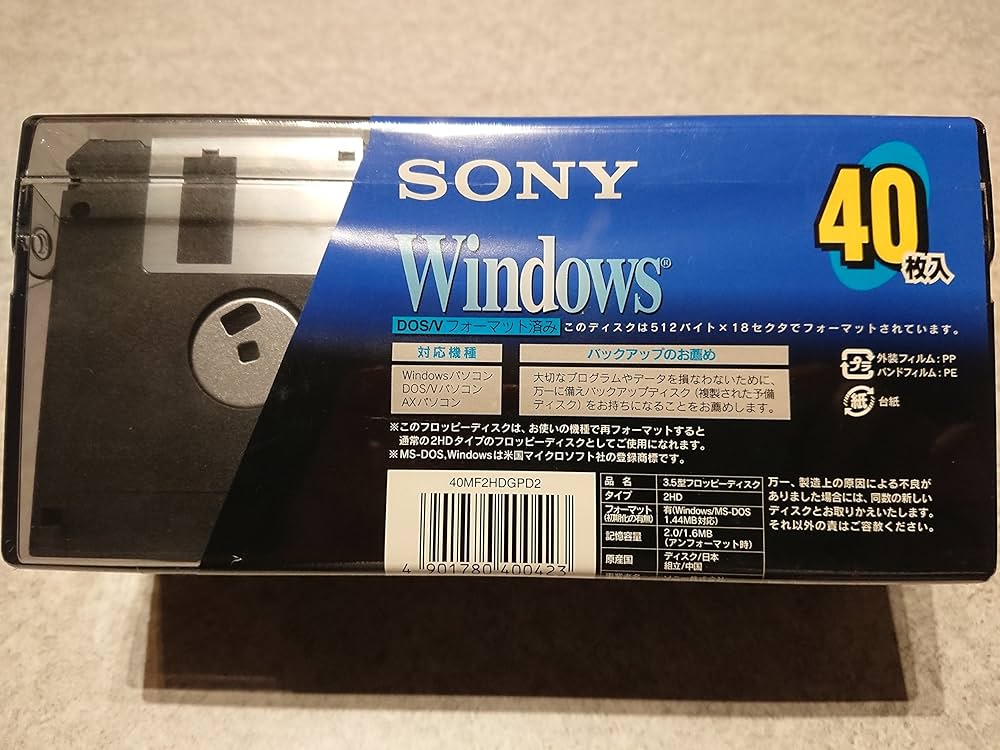 SONY
40
枚入
Windows®
DOS/V フォーマット済み このディスクは512バイト×18セクタでフォーマットされています。
対応機種
Windowsパソコン
DOS/Vパソコン
AXパソコン
バックアップのお薦め
大切なプログラムやデータを損なわないために、
万一に備えバックアップディスク(複製された予備
ディスク)をお持ちになることをお薦めします。
プラ
外装フィルム:PP
バンドフィルム:PE
紙
台紙
※このフロッピーディスクは、お使いの機種で再フォーマットすると
通常の2HDタイプのフロッピーディスクとしてご使用になれます。
※MS-DOS,Windowsは米国マイクロソフト社の登録商標です。
40MF2HDGPD2
4 901780 400423
品名 3.5型フロッピーディスク
タイプ 2HD
フォーマット (初期化の有無) 有(Windows/MS-DOS 1.44MB対応)
記憶容量 2.0/1.6MB (アンフォーマット時)
原産国 ディスク/日本 組立/中国
万一、製造上の原因による不良が
ありました場合には、同数の新しい
ディスクとお取りかえいたします。
それ以外の責はご容赦ください。